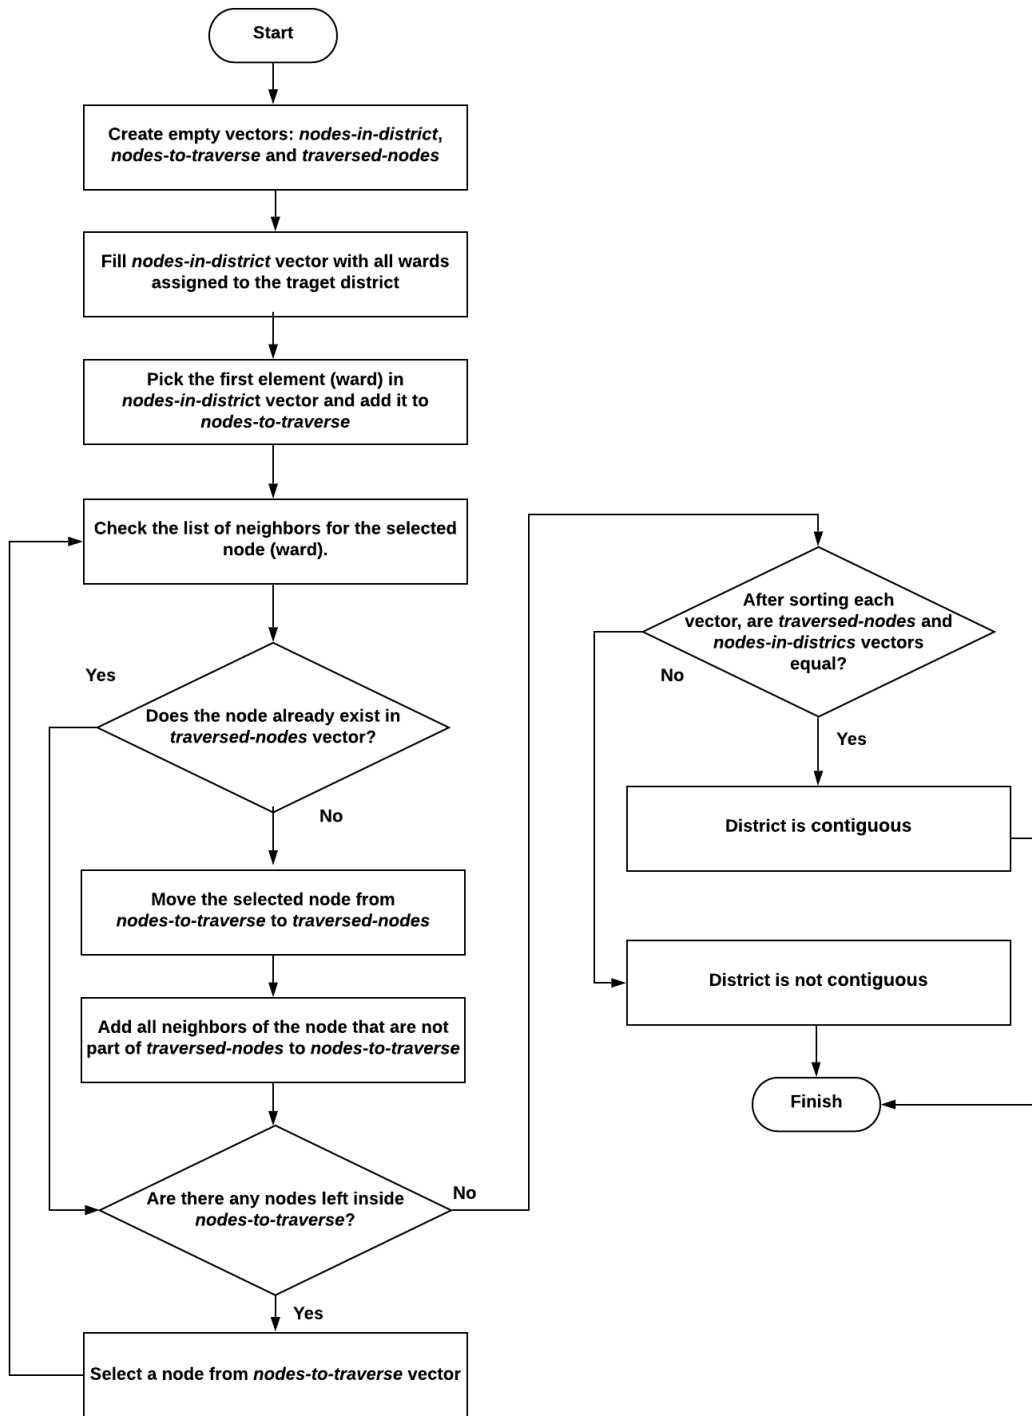 Start
Create empty vectors: nodes-in-district,
nodes-to-traverse and traversed-nodes
Fill nodes-in-district vector with all wards
assigned to the traget district
Pick the first element (ward) in
nodes-in-district vector and add it to
nodes-to-traverse
Check the list of neighbors for the selected
node (ward).
Yes
Does the node already exist in
traversed-nodes vector?
No
Move the selected node from
nodes-to-traverse to traversed-nodes
Add all neighbors of the node that are not
part of traversed-nodes to nodes-to-traverse
Are there any nodes left inside
nodes-to-traverse?
No
Yes
Select a node from nodes-to-traverse vector
After sorting each
vector, are traversed-nodes and
nodes-in-districs vectors
equal?
No
Yes
District is contiguous
District is not contiguous
Finish